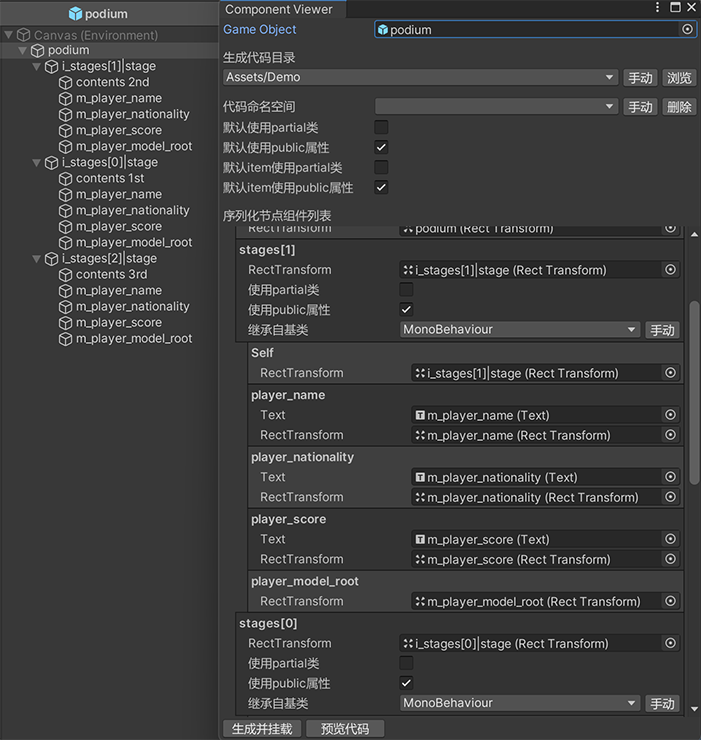 podium
Canvas (Environment)
podium
i_stages[1]|stage
contents 2nd
m_player_name
m_player_nationality
m_player_score
m_player_model_root
i_stages[0]|stage
contents 1st
m_player_name
m_player_nationality
m_player_score
m_player_model_root
i_stages[2]|stage
contents 3rd
m_player_name
m_player_nationality
m_player_score
m_player_model_root
Component Viewer
Game Object podium
生成代码目录
Assets/Demo 手动 浏览
代码命名空间 手动 删除
默认使用partial类
默认使用public属性
默认item使用partial类
默认item使用public属性
序列化节点组件列表
RectTransform podium (Rect Transform)
stages[1]
RectTransform i_stages[1]|stage (Rect Transform)
使用partial类
使用public属性
继承自基类 MonoBehaviour 手动
Self
RectTransform i_stages[1]|stage (Rect Transform)
player_name
Text m_player_name (Text)
RectTransform m_player_name (Rect Transform)
player_nationality
Text m_player_nationality (Text)
RectTransform m_player_nationality (Rect Transform)
player_score
Text m_player_score (Text)
RectTransform m_player_score (Rect Transform)
player_model_root
RectTransform m_player_model_root (Rect Transform)
stages[0]
RectTransform i_stages[0]|stage (Rect Transform)
使用partial类
使用public属性
继承自基类 MonoBehaviour 手动
生成并挂载 预览代码